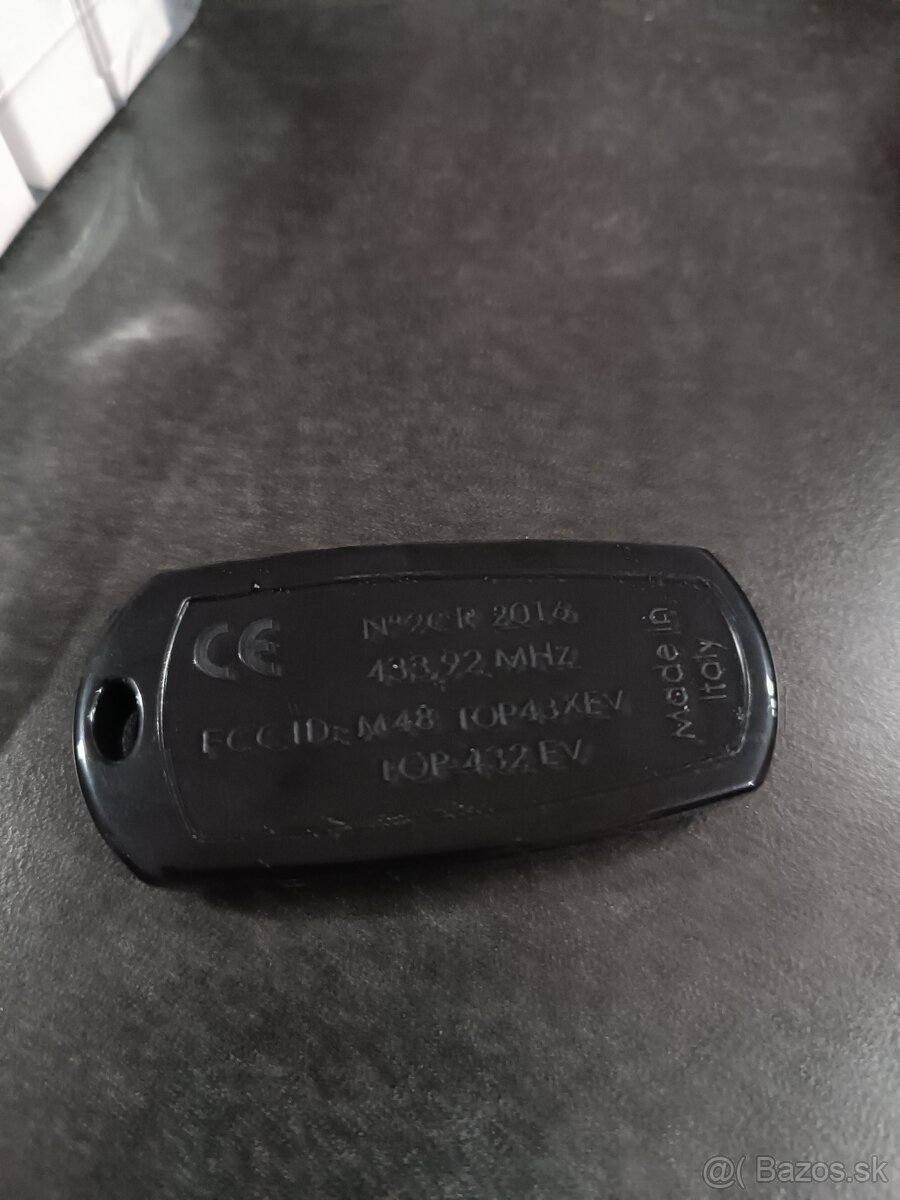 CE
N°2CR 2016
433,92 MHz
FCC ID: M48 TOP43XEV
TOP-432 EV
Made in
Italy
@( Bazos.sk